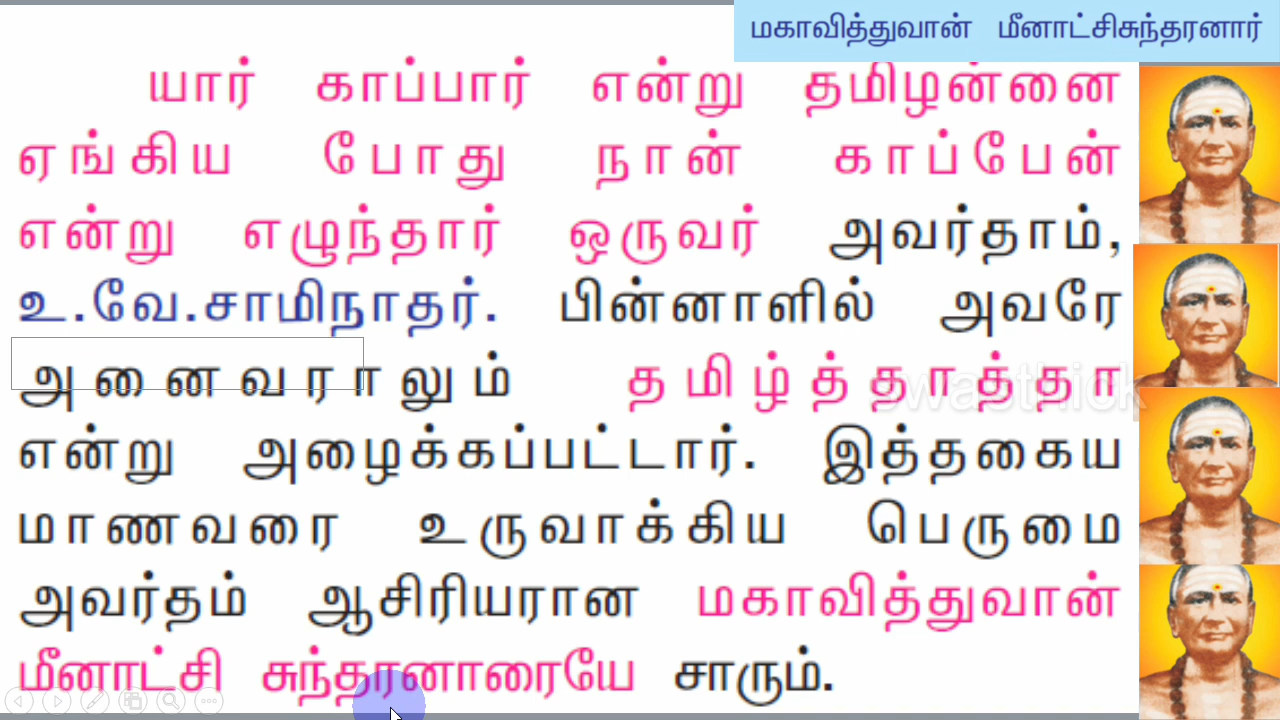 மகாவித்துவான் மீனாட்சிசுந்தரனார்
யார் காப்பார் என்று தமிழன்னை
ஏங்கிய போது நான் காப்பேன்
என்று எழுந்தார் ஒருவர் அவர்தாம்,
உ.வே.சாமிநாதர். பின்னாளில் அவரே
அனைவராலும் தமிழ்த்தாத்தா
swasthick
என்று அழைக்கப்பட்டார். இத்தகைய
மாணவரை உருவாக்கிய பெருமை
அவர்தம் ஆசிரியரான மகாவித்துவான்
மீனாட்சி சுந்தரனாரையே சாரும்.